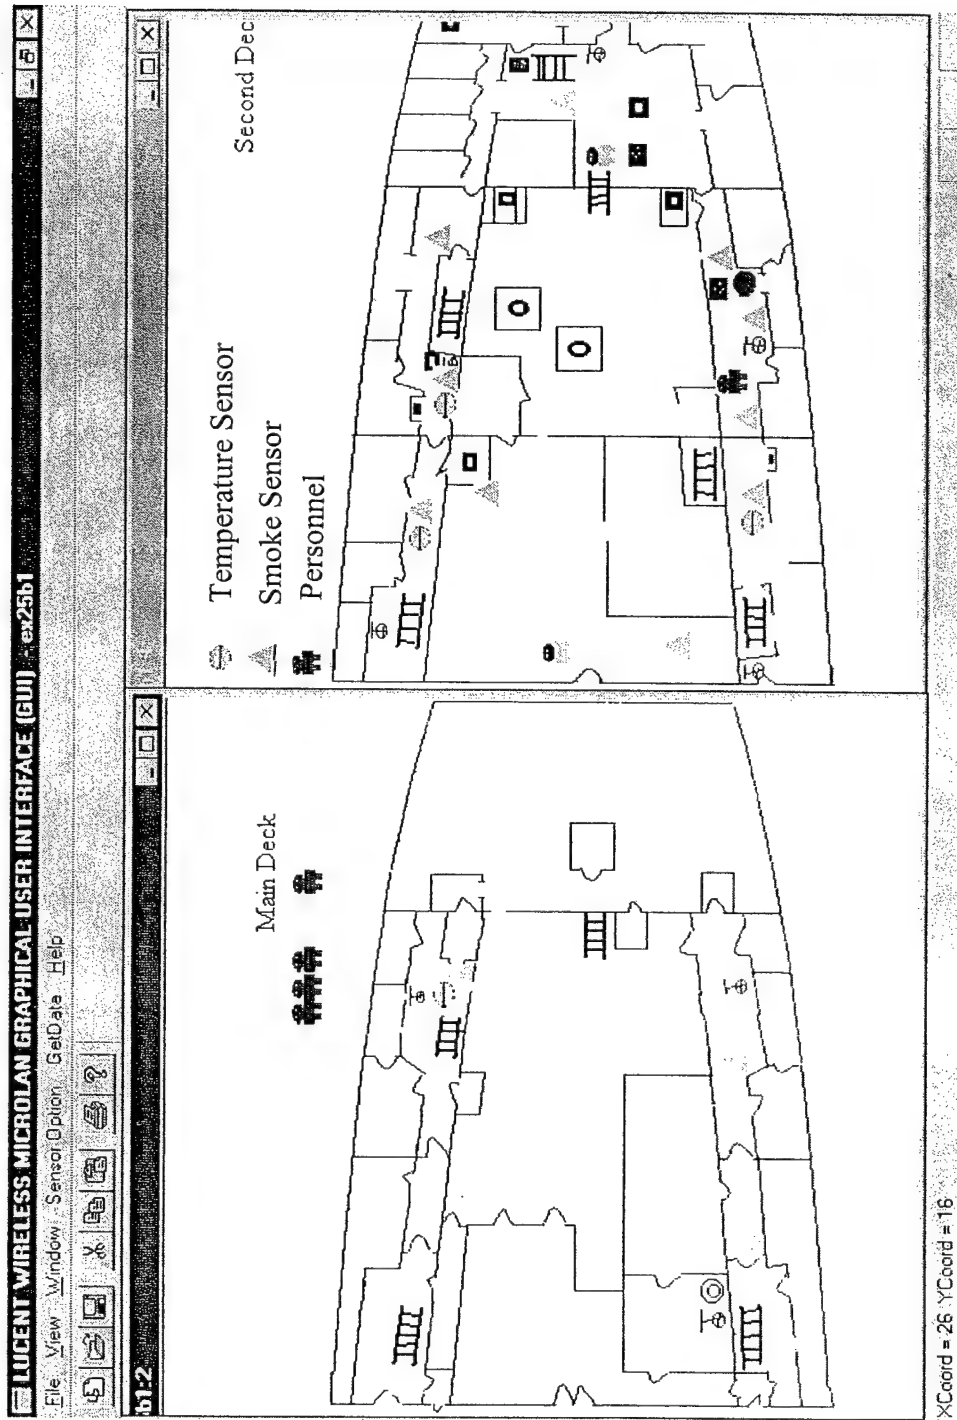 LUCENT WIRELESS MICROLAN GRAPHICAL USER INTERFACE (GUI) - ex25b1
File View Window Sensor Option GetData Help
b1:2
Main Deck
Second Dec
Temperature Sensor
Smoke Sensor
Personnel
XCoord = 26 YCoord = 16